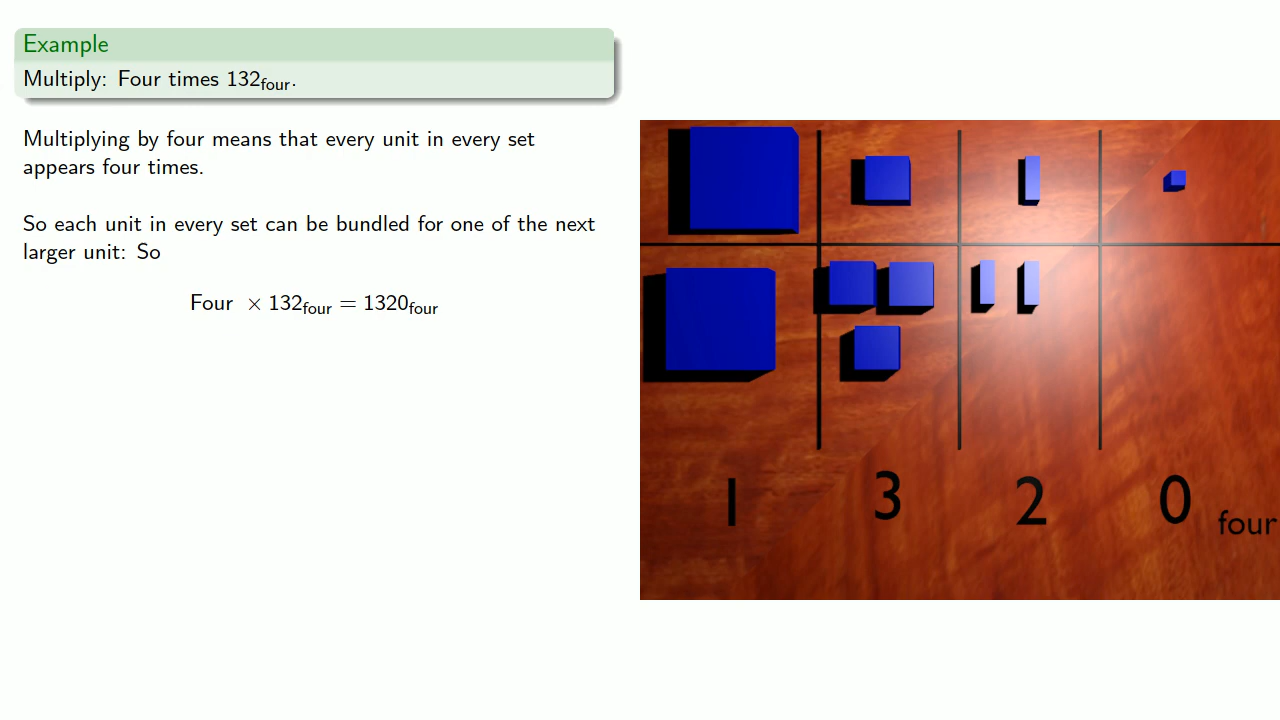 Example
Multiply: Four times 132four.
Multiplying by four means that every unit in every set
appears four times.
So each unit in every set can be bundled for one of the next
larger unit: So
Four × 132four = 1320four
1 3 2 0 four